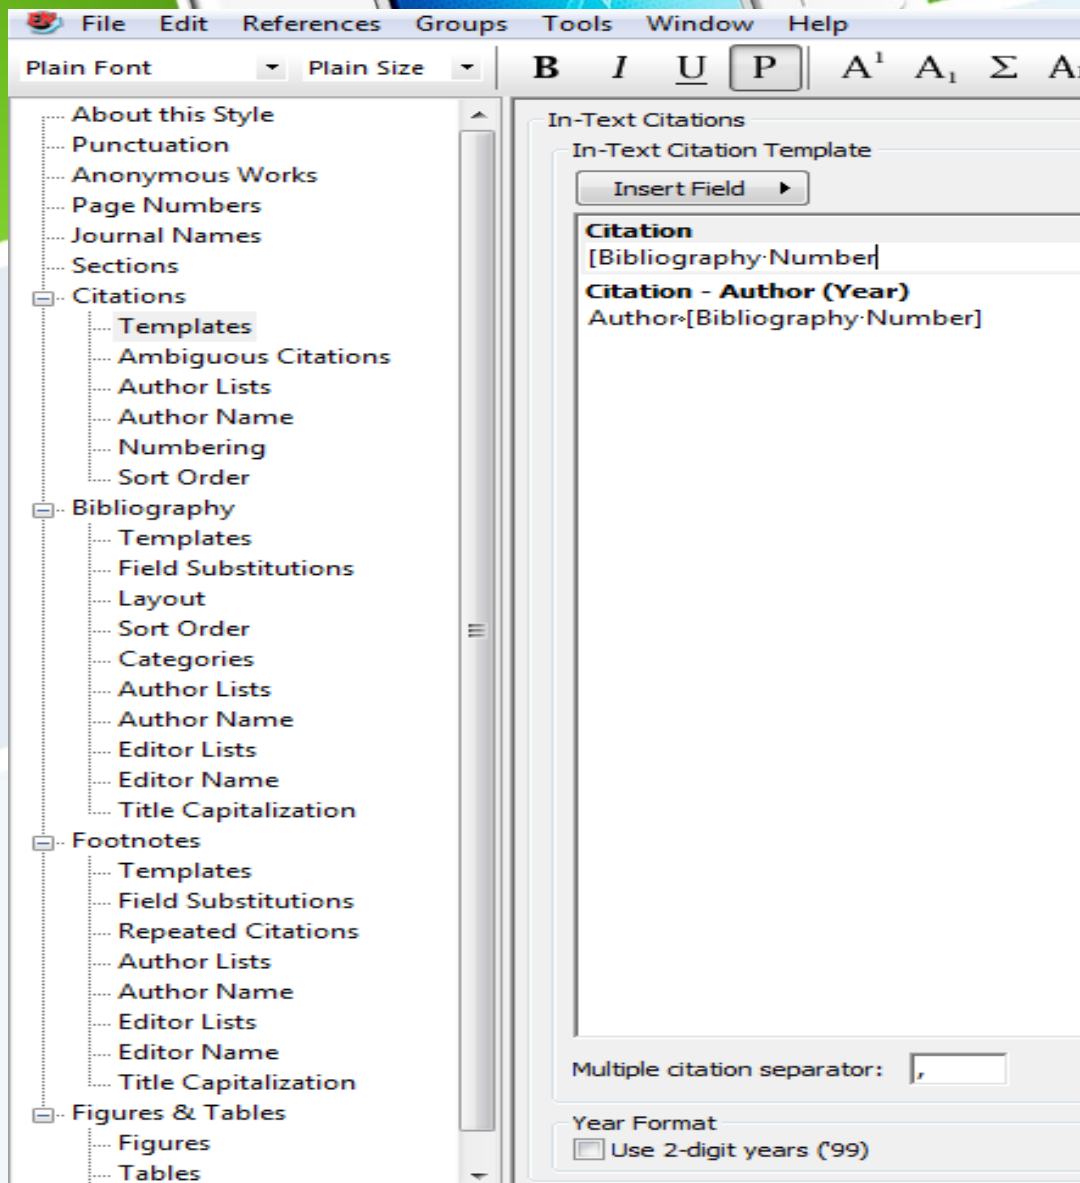 File Edit References Groups Tools Window Help
Plain Font Plain Size B I U P A¹ A₁ Σ
About this Style
Punctuation
Anonymous Works
Page Numbers
Journal Names
Sections
Citations
Templates
Ambiguous Citations
Author Lists
Author Name
Numbering
Sort Order
Bibliography
Templates
Field Substitutions
Layout
Sort Order
Categories
Author Lists
Author Name
Editor Lists
Editor Name
Title Capitalization
Footnotes
Templates
Field Substitutions
Repeated Citations
Author Lists
Author Name
Editor Lists
Editor Name
Title Capitalization
Figures & Tables
Figures
Tables
In-Text Citations
In-Text Citation Template
Insert Field
Citation
[Bibliography·Number
Citation - Author (Year)
Author·[Bibliography·Number]
Multiple citation separator: ,
Year Format
Use 2-digit years ('99)